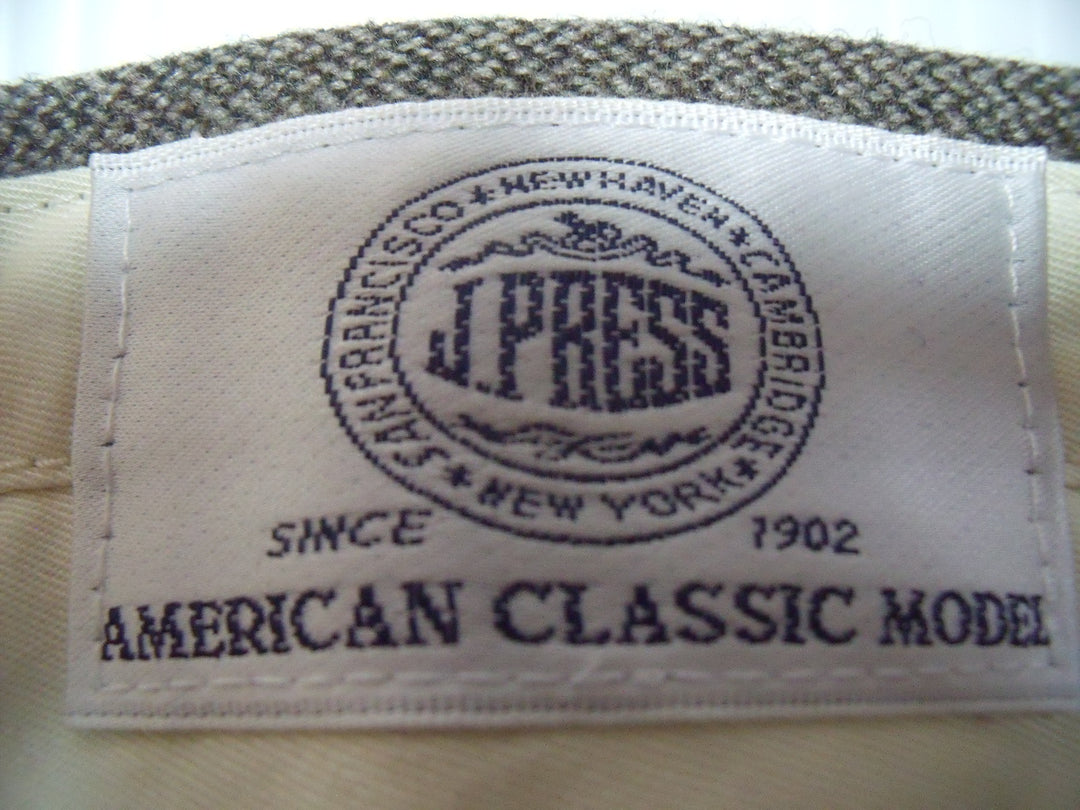 SAN FRANCISCO ★ NEW HAVEN ★ CAMBRIDGE ★ NEW YORK ★
J. PRESS
SINCE 1902
AMERICAN CLASSIC MODEL